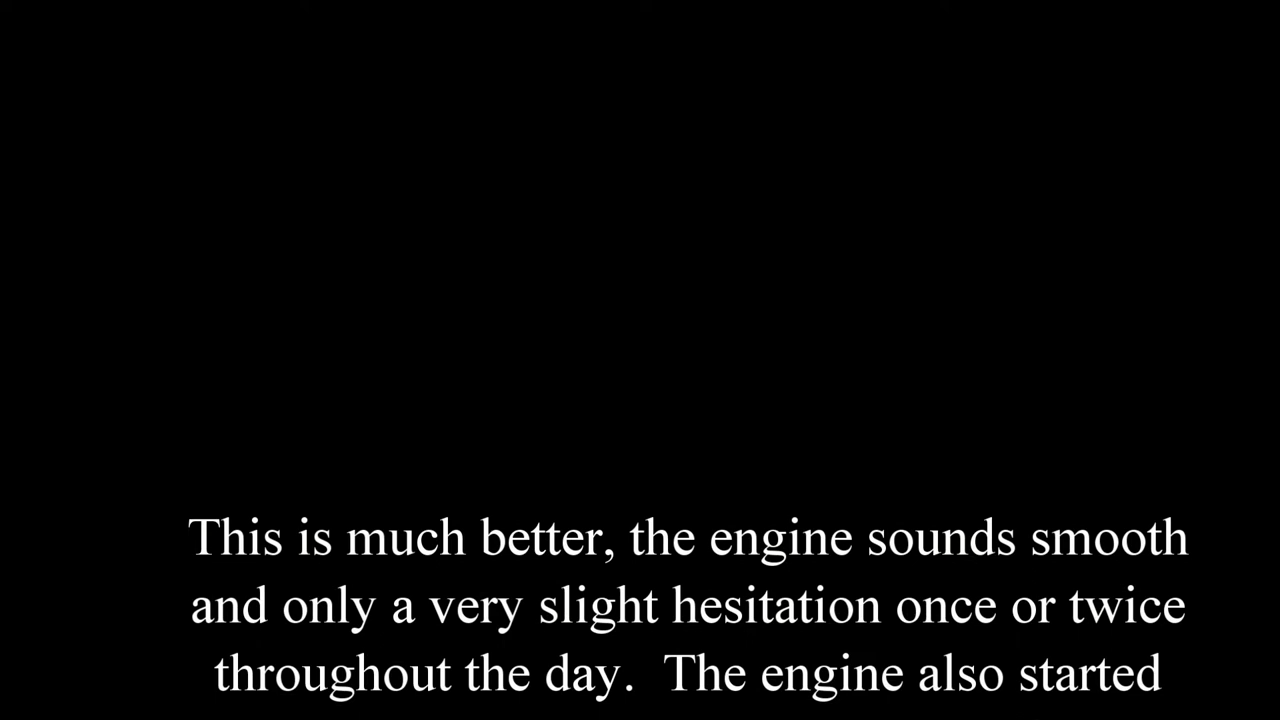 This is much better, the engine sounds smooth
and only a very slight hesitation once or twice
throughout the day.  The engine also started